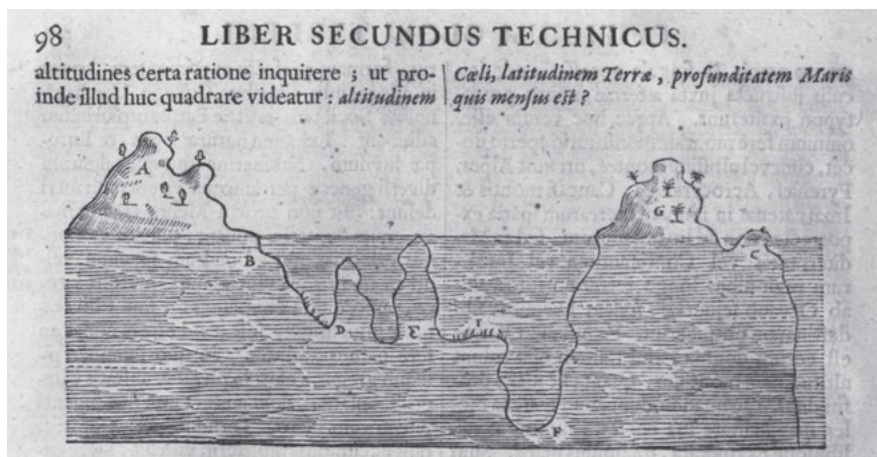 98 LIBER SECUNDUS TECHNICUS.
altitudines certa ratione inquirere ; ut pro-
inde illud huc quadrare videatur : altitudinem
Cœli, latitudinem Terræ, profunditatem Maris
quis mensus est ?
A
G
B
C
D
E
I
F